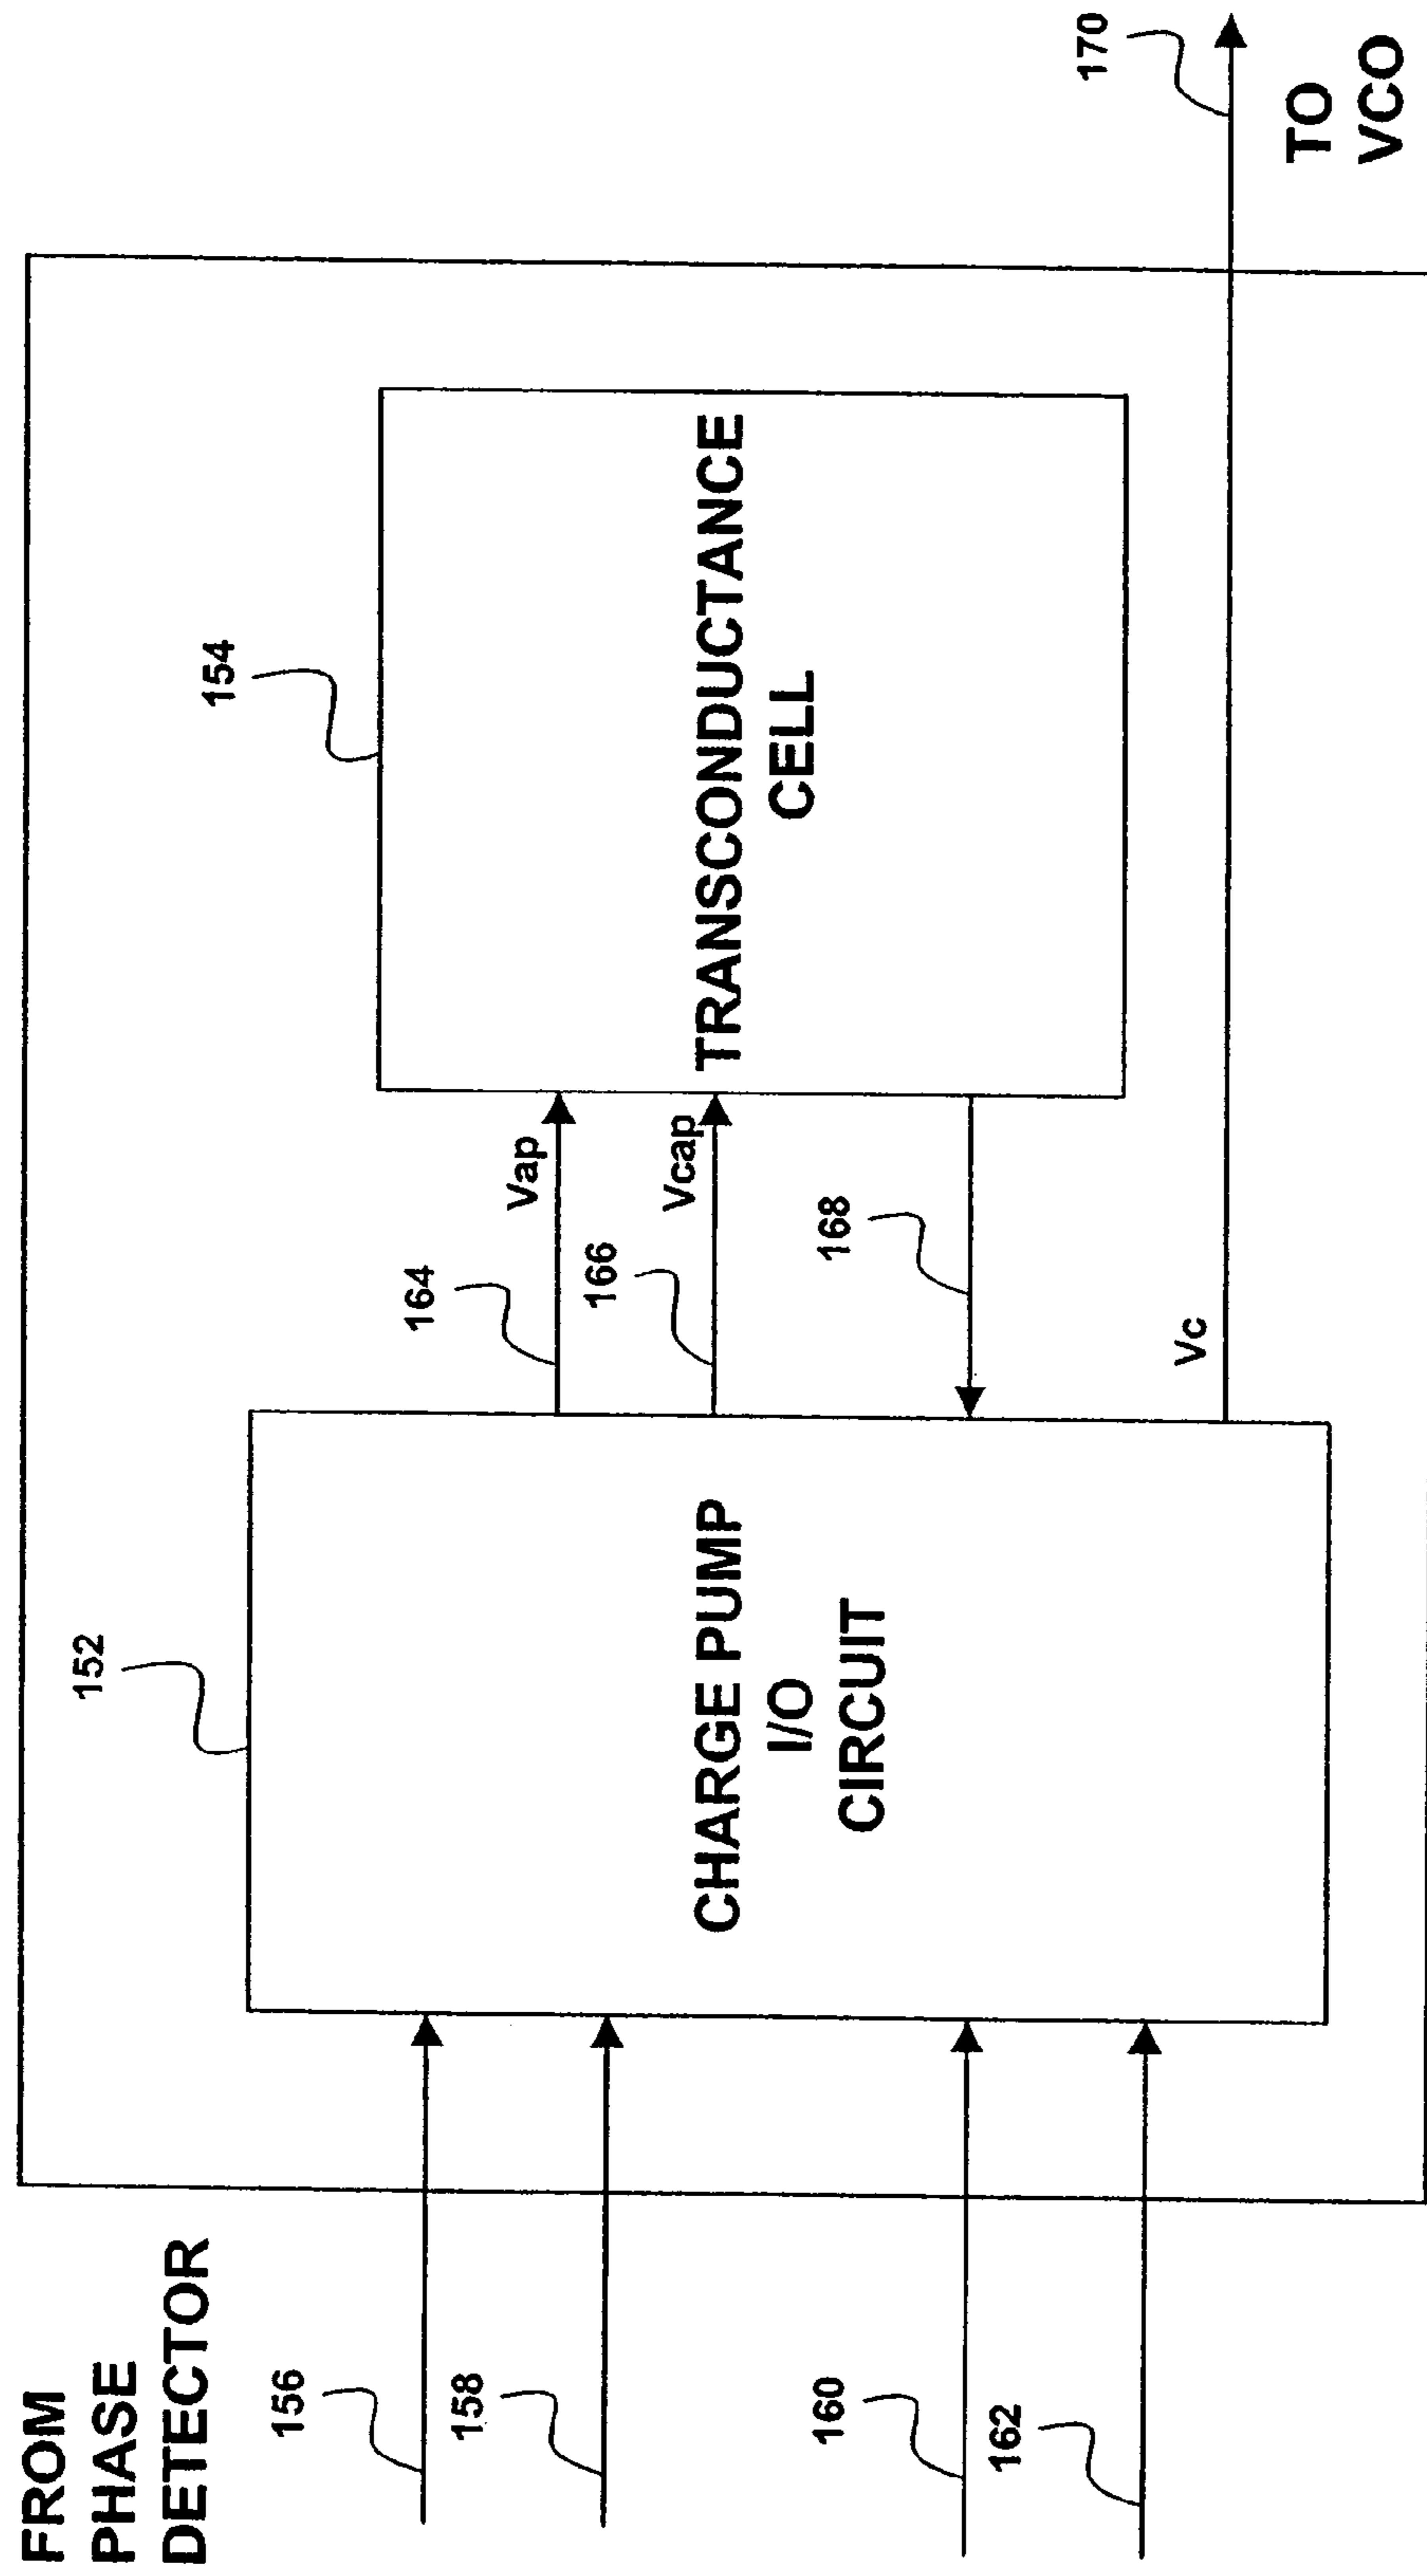 FROM
PHASE
DETECTOR
156
158
160
162
152
CHARGE PUMP
I/O
CIRCUIT
164
Vap
166
Vcap
168
Vc
154
TRANSCONDUCTANCE
CELL
170
TO
VCO